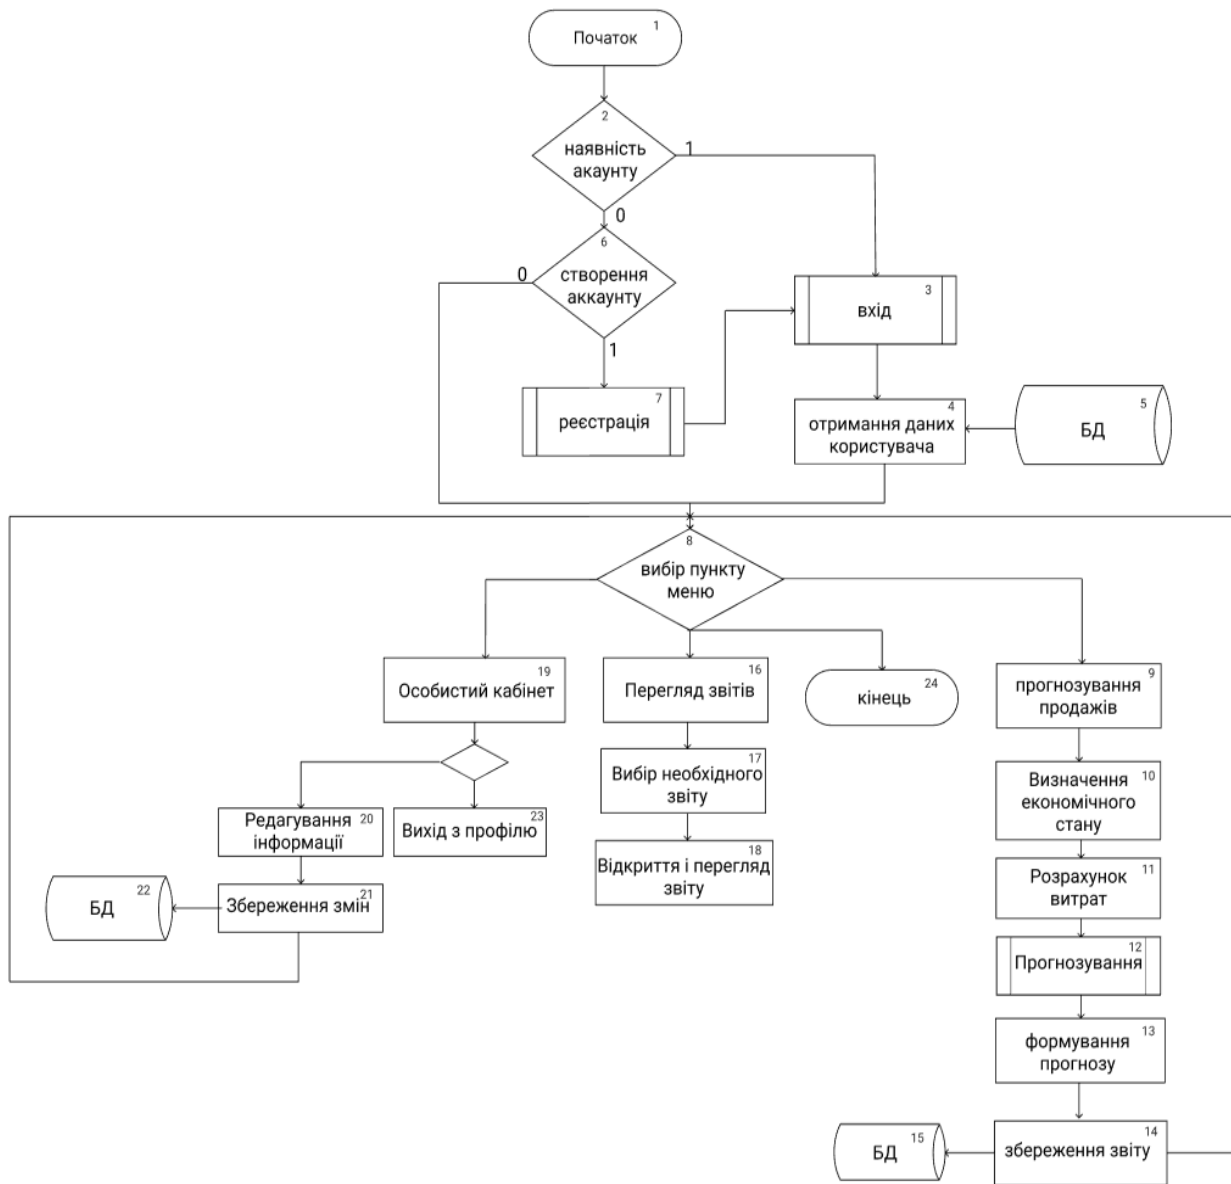 Початок
1
2
наявність
акаунту
1
0
6
створення
аккаунту
0
1
3
вхід
7
реєстрація
4
отримання даних
користувача
5
БД
8
вибір пункту
меню
19
Особистий кабінет
16
Перегляд звітів
24
кінець
9
прогнозування
продажів
17
Вибір необхідного
звіту
10
Визначення
економічного
стану
20
Редагування
інформації
23
Вихід з профілю
18
Відкриття і перегляд
звіту
11
Розрахунок
витрат
22
БД
21
Збереження змін
12
Прогнозування
13
формування
прогнозу
15
БД
14
збереження звіту